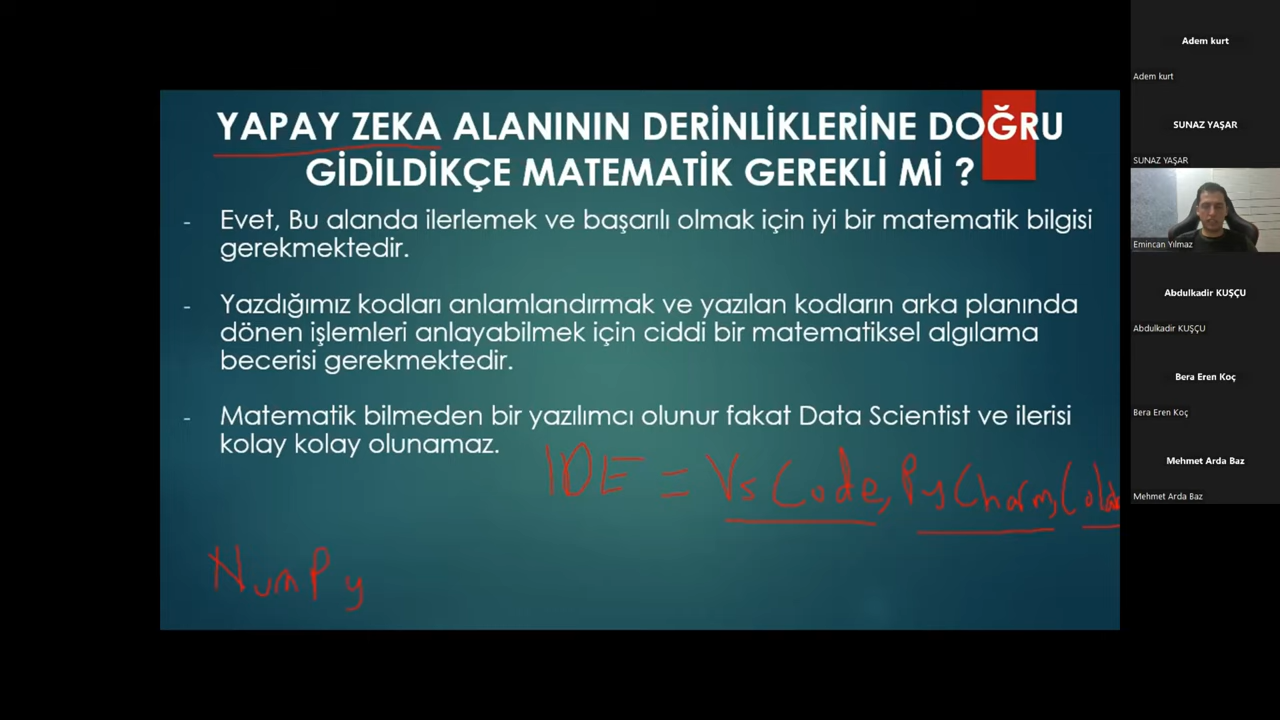 YAPAY ZEKA ALANININ DERİNLİKLERİNE DOĞRU
GİDİLDİKÇE MATEMATİK GEREKLİ Mİ ?
- Evet, Bu alanda ilerlemek ve başarılı olmak için iyi bir matematik bilgisi
gerekmektedir.
- Yazdığımız kodları anlamlandırmak ve yazılan kodların arka planında
dönen işlemleri anlayabilmek için ciddi bir matematiksel algılama
becerisi gerekmektedir.
- Matematik bilmeden bir yazılımcı olunur fakat Data Scientist ve ilerisi
kolay kolay olunamaz.
IDE = Vs Code, PyCharm,
NumPy
Adem kurt
Adem kurt
SUNAZ YAŞAR
SUNAZ YAŞAR
Emincan Yılmaz
Abdulkadir KUŞÇU
Abdulkadir KUŞÇU
Bera Eren Koç
Bera Eren Koç
Mehmet Arda Baz
Mehmet Arda Baz